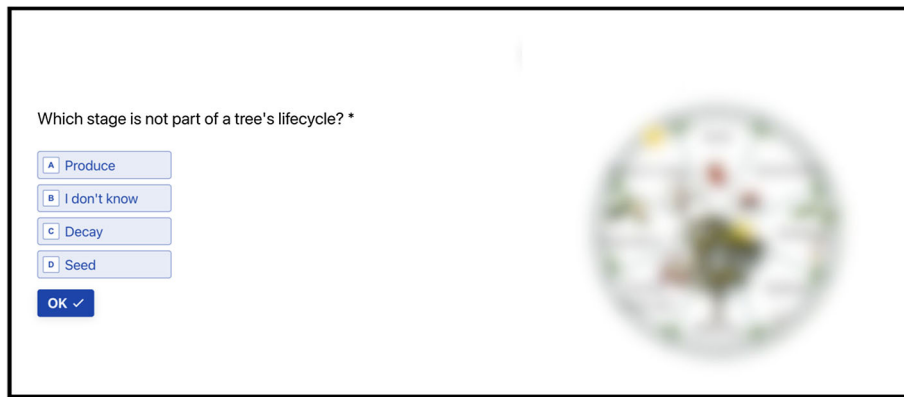 Which stage is not part of a tree's lifecycle? *
A Produce
B I don't know
C Decay
D Seed
OK